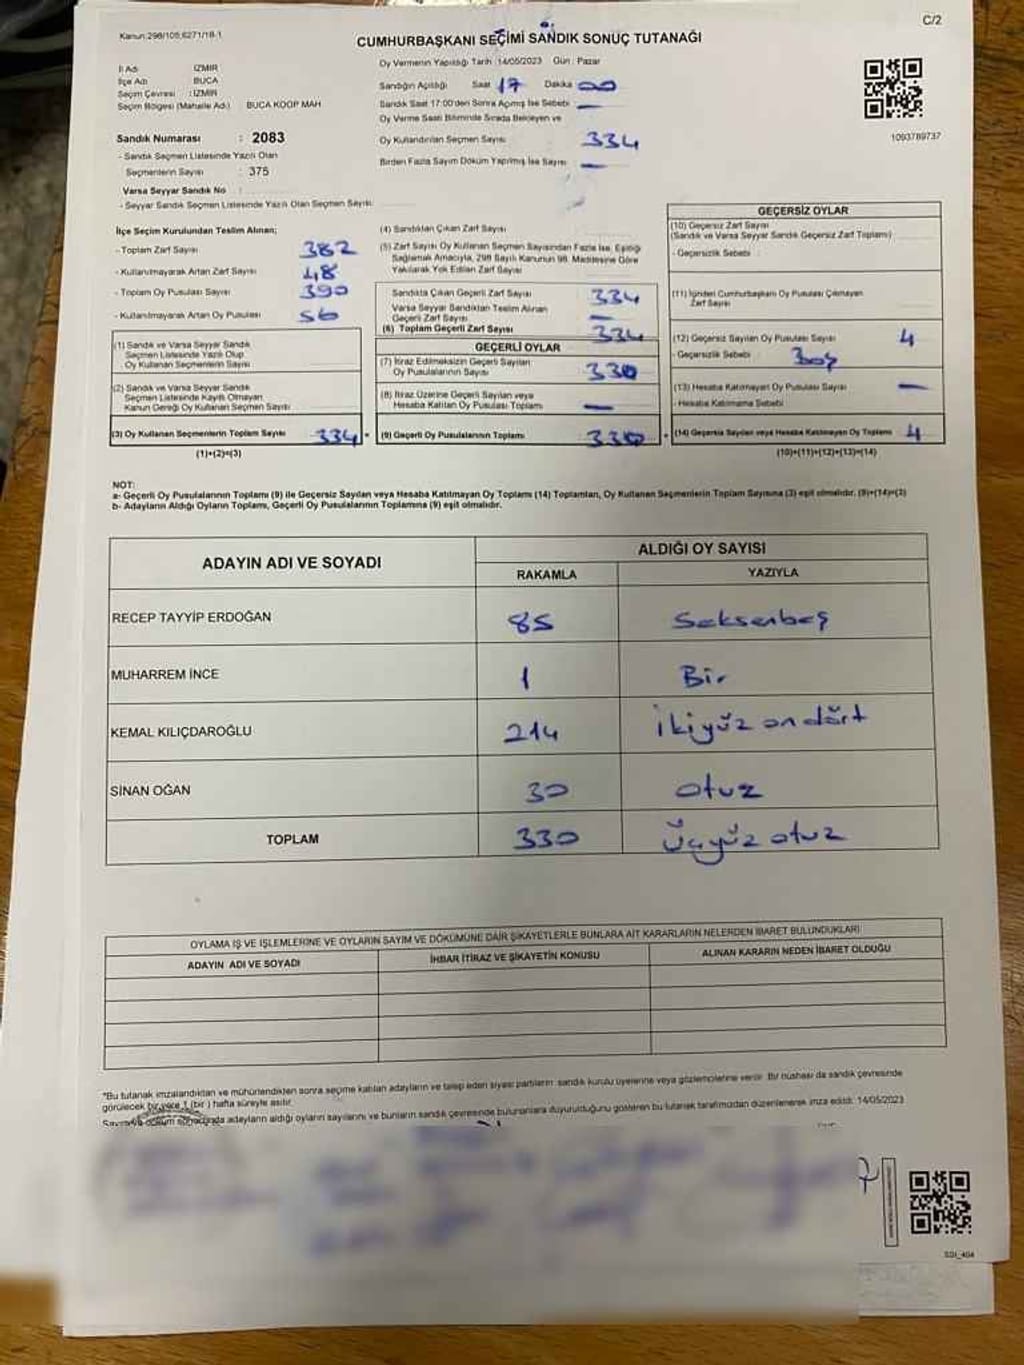 Kanun:298/105;6271/18-1
C/2
CUMHURBAŞKANI SEÇİMİ SANDIK SONUÇ TUTANAĞI
İl Adı İZMİR
İlçe Adı BUCA
Seçim Çevresi : İZMİR
Seçim Bölgesi (Mahalle Adı) BUCA KOOP MAH
Sandık Numarası : 2083
- Sandık Seçmen Listesinde Yazılı Olan
Seçmenlerin Sayısı : 375
Varsa Seyyar Sandık No :
- Seyyar Sandık Seçmen Listesinde Yazılı Olan Seçmen Sayısı:
Oy Vermenin Yapıldığı Tarih :14/05/2023 Gün : Pazar
Sandığın Açıldığı Saat 17 Dakika 00
Sandık Saat 17:00'den Sonra Açılmış İse Sebebi : —
Oy Verme Saati Bitiminde Sırada Bekleyen ve
Oy Kullandırılan Seçmen Sayısı 334
Birden Fazla Sayım Döküm Yapılmış İse Sayısı —
1093789737
İlçe Seçim Kurulundan Teslim Alınan;
- Toplam Zarf Sayısı 382
- Kullanılmayarak Artan Zarf Sayısı 48
- Toplam Oy Pusulası Sayısı 390
- Kullanılmayarak Artan Oy Pusulası 56
(1) Sandık ve Varsa Seyyar Sandık
Seçmen Listesinde Yazılı Olup
Oy Kullanan Seçmenlerin Sayısı
(2) Sandık ve Varsa Seyyar Sandık
Seçmen Listesinde Kayıtlı Olmayan
Kanun Gereği Oy Kullanan Seçmen Sayısı
(3) Oy Kullanan Seçmenlerin Toplam Sayısı 334 =
(1)+(2)=(3)
(4) Sandıktan Çıkan Zarf Sayısı
(5) Zarf Sayısı Oy Kullanan Seçmen Sayısından Fazla İse, Eşitliği
Sağlamak Amacıyla, 298 Sayılı Kanunun 98. Maddesine Göre
Yakılarak Yok Edilen Zarf Sayısı
Sandıkta Çıkan Geçerli Zarf Sayısı 334
Varsa Seyyar Sandıktan Teslim Alınan
Geçerli Zarf Sayısı —
(6) Toplam Geçerli Zarf Sayısı 334
GEÇERLİ OYLAR
(7) İtiraz Edilmeksizin Geçerli Sayılan
Oy Pusulalarının Sayısı 330
(8) İtiraz Üzerine Geçerli Sayılan veya
Hesaba Katılan Oy Pusulası Toplamı —
(9) Geçerli Oy Pusulalarının Toplamı 330 +
GEÇERSİZ OYLAR
(10) Geçersiz Zarf Sayısı
(Sandık ve Varsa Seyyar Sandık Geçersiz Zarf Toplamı)
- Geçersizlik Sebebi :
(11) İçinden Cumhurbaşkanı Oy Pusulası Çıkmayan
Zarf Sayısı
(12) Geçersiz Sayılan Oy Pusulası Sayısı 4
- Geçersizlik Sebebi : Boş
(13) Hesaba Katılmayan Oy Pusulası Sayısı —
- Hesaba Katılmama Sebebi
(14) Geçersiz Sayılan veya Hesaba Katılmayan Oy Toplamı 4
(10)+(11)+(12)+(13)=(14)
NOT:
a- Geçerli Oy Pusulalarının Toplamı (9) ile Geçersiz Sayılan veya Hesaba Katılmayan Oy Toplamı (14) Toplamları, Oy Kullanan Seçmenlerin Toplam Sayısına (3) eşit olmalıdır. (9)+(14)=(3)
b- Adayların Aldığı Oyların Toplamı, Geçerli Oy Pusulalarının Toplamına (9) eşit olmalıdır.
ADAYIN ADI VE SOYADI
ALDIĞI OY SAYISI
RAKAMLA YAZIYLA
RECEP TAYYİP ERDOĞAN 85 Seksenbeş
MUHARREM İNCE 1 Bir
KEMAL KILIÇDAROĞLU 214 İkiyüz ondört
SİNAN OĞAN 30 otuz
TOPLAM 330 Üçyüz otuz
OYLAMA İŞ VE İŞLEMLERİNE VE OYLARIN SAYIM VE DÖKÜMÜNE DAİR ŞİKAYETLERLE BUNLARA AİT KARARLARIN NELERDEN İBARET BULUNDUKLARI
ADAYIN ADI VE SOYADI İHBAR İTİRAZ VE ŞİKAYETİN KONUSU ALINAN KARARIN NEDEN İBARET OLDUĞU
*Bu tutanak imzalandıktan ve mühürlendikten sonra seçime katılan adayların ve talep eden siyasi partilerin sandık kurulu üyelerine veya gözlemcilerine verilir. Bir nüshası da sandık çevresinde
görülecek bir yere 1 (bir ) hafta süreyle asılır.
Sayım ve döküm sonucunda adayların aldığı oyların sayılarını ve bunların sandık çevresinde bulunanlara duyurulduğunu gösteren bu tutanak tarafımızdan düzenlenerek imza edildi. 14/05/2023
SSI_404